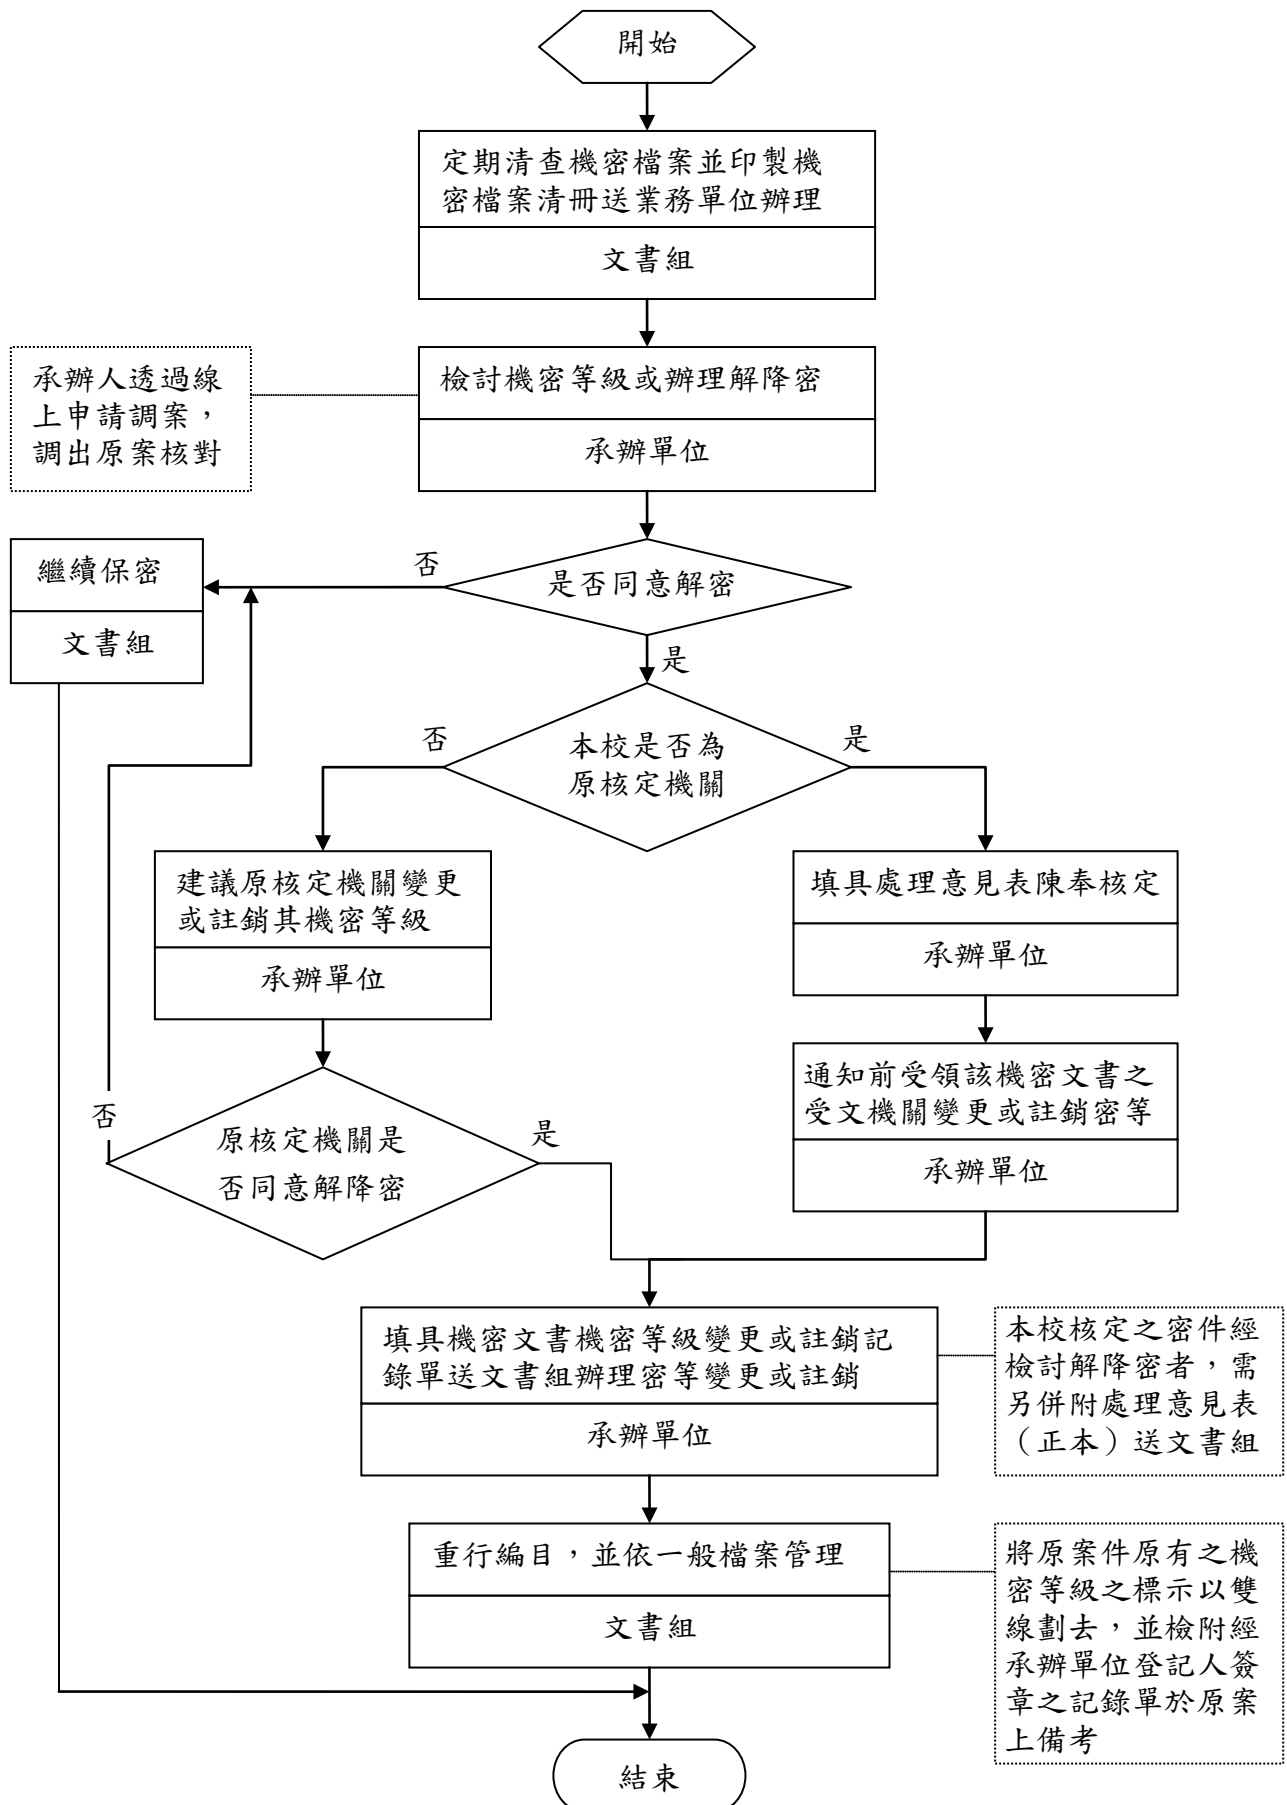 開始
定期清查機密檔案並印製機
密檔案清冊送業務單位辦理
文書組
承辦人透過線
上申請調案，
調出原案核對
檢討機密等級或辦理解降密
承辦單位
繼續保密
文書組
否
是否同意解密
是
否
本校是否為
原核定機關
是
建議原核定機關變更
或註銷其機密等級
承辦單位
填具處理意見表陳奉核定
承辦單位
通知前受領該機密文書之
受文機關變更或註銷密等
承辦單位
否
原核定機關是
否同意解降密
是
填具機密文書機密等級變更或註銷記
錄單送文書組辦理密等變更或註銷
承辦單位
本校核定之密件經
檢討解降密者，需
另併附處理意見表
（正本）送文書組
重行編目，並依一般檔案管理
文書組
將原案件原有之機
密等級之標示以雙
線劃去，並檢附經
承辦單位登記人簽
章之記錄單於原案
上備考
結束